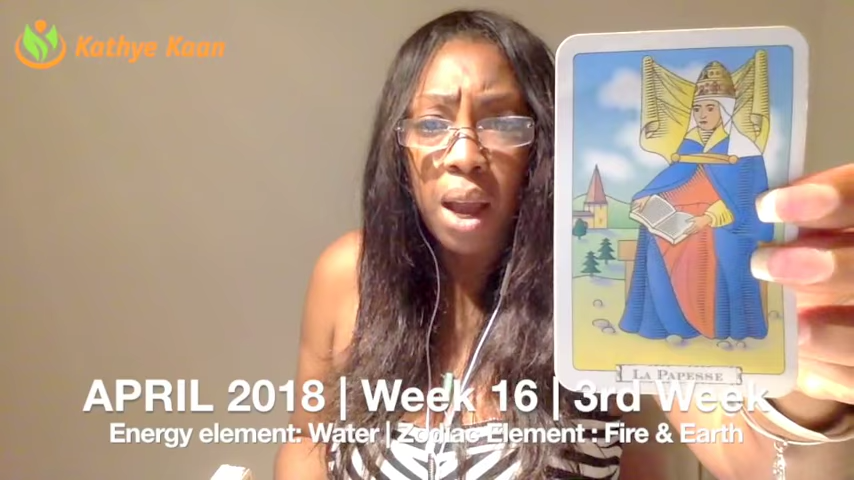 Kathye Kaan
LA PAPESSE
APRIL 2018 | Week 16 | 3rd Week
Energy element: Water | Zodiac Element : Fire & Earth